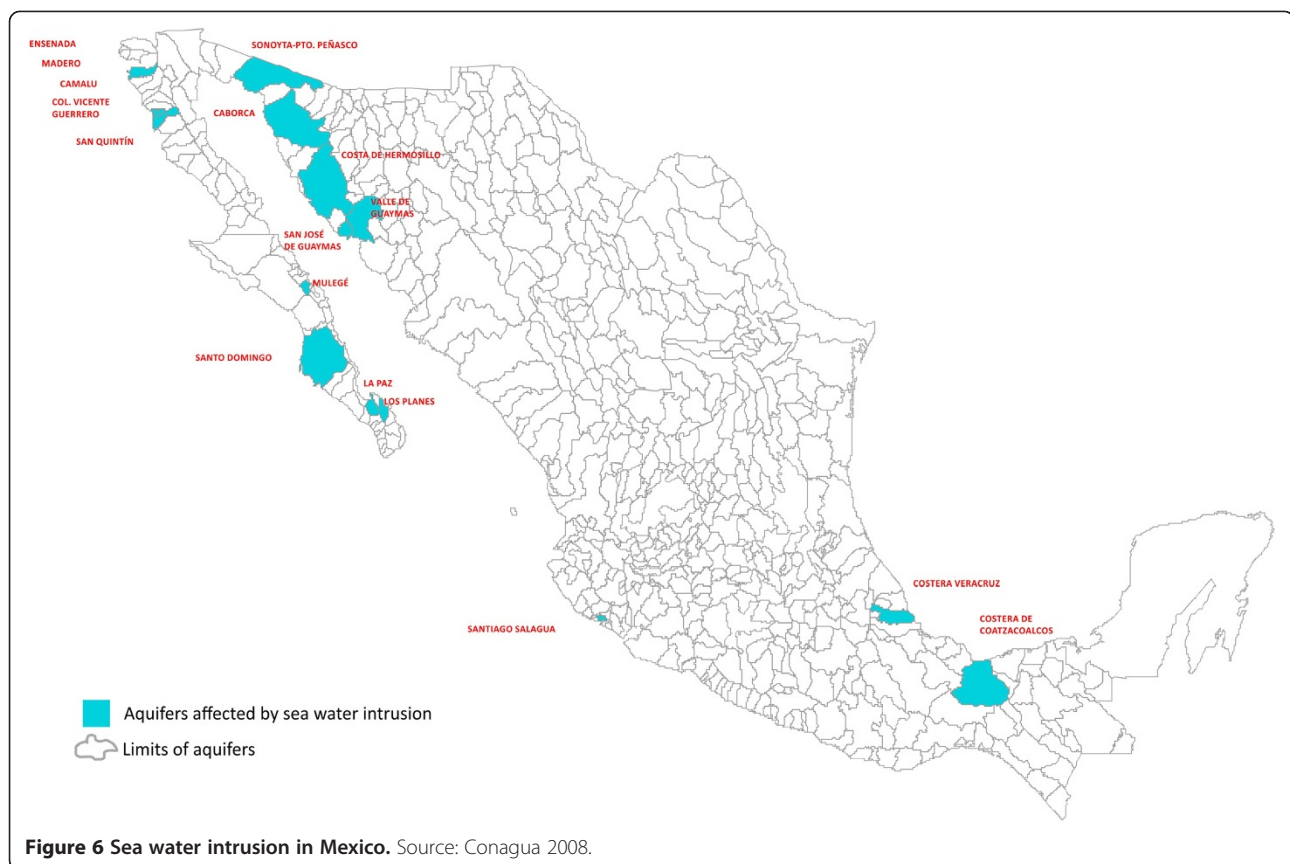 ENSENADA
MADERO
CAMALU
COL. VICENTE
GUERRERO
SAN QUINTÍN
SONOYTA-PTO. PEÑASCO
CABORCA
COSTA DE HERMOSILLO
VALLE DE
GUAYMAS
SAN JOSÉ
DE GUAYMAS
MULEGÉ
SANTO DOMINGO
LA PAZ
LOS PLANES
SANTIAGO SALAGUA
COSTERA VERACRUZ
COSTERA DE
COATZACOALCOS
Aquifers affected by sea water intrusion
Limits of aquifers
Figure 6 Sea water intrusion in Mexico. Source: Conagua 2008.